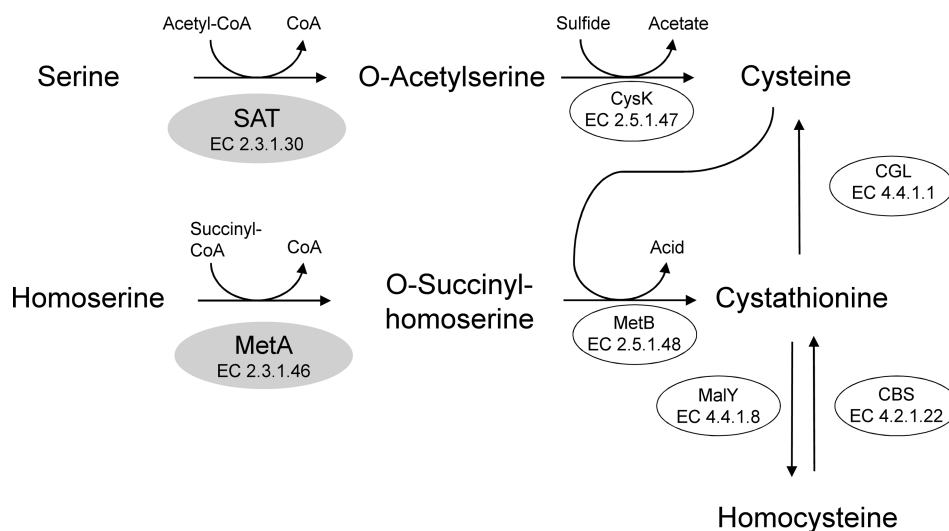 Acetyl-CoA CoA
Sulfide Acetate
Serine
O-Acetylserine
Cysteine
SAT
EC 2.3.1.30
CysK
EC 2.5.1.47
CGL
EC 4.4.1.1
Succinyl-
CoA
CoA
Acid
Homoserine
O-Succinyl-
homoserine
Cystathionine
MetA
EC 2.3.1.46
MetB
EC 2.5.1.48
MalY
EC 4.4.1.8
CBS
EC 4.2.1.22
Homocysteine